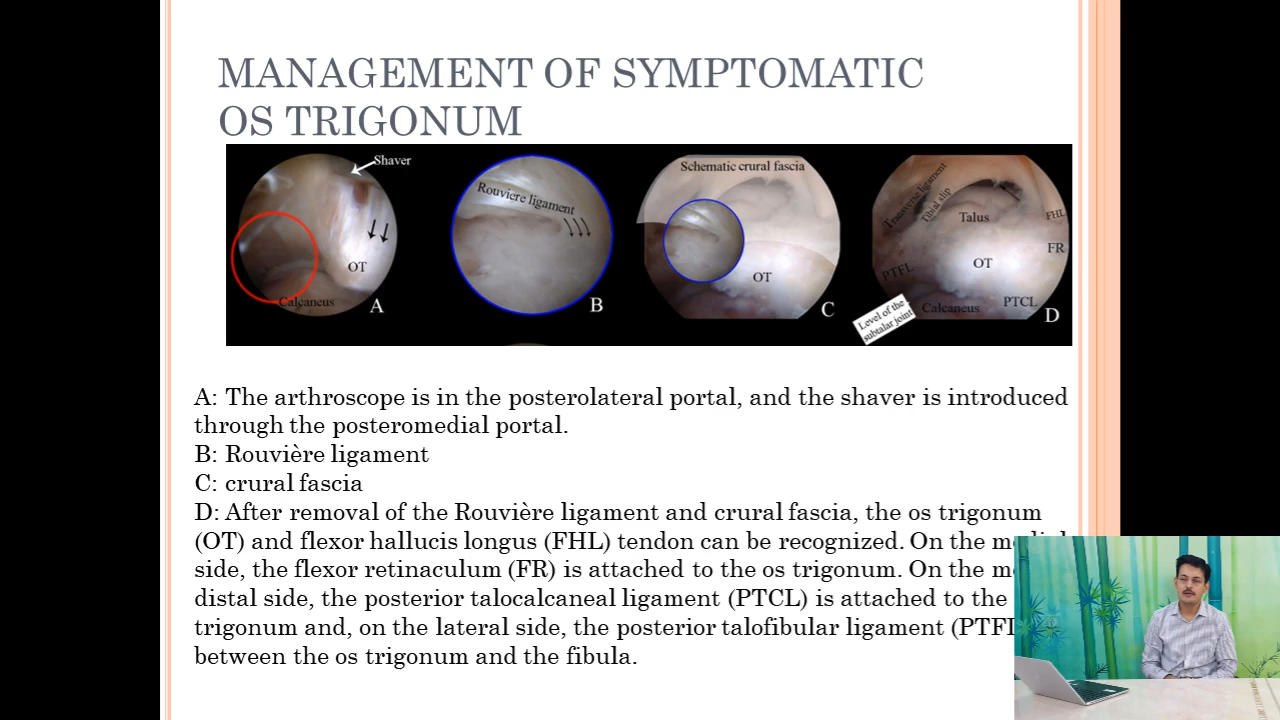 MANAGEMENT OF SYMPTOMATIC
OS TRIGONUM
Shaver
OT
Calcaneus
A
Rouviere ligament
B
Schematic crural fascia
OT
C
Transverse ligament
Tibial slip
Talus
FHL
FR
OT
PTFL
PTCL
Calcaneus
Level of the
subtalar joint
D
A: The arthroscope is in the posterolateral portal, and the shaver is introduced
through the posteromedial portal.
B: Rouvière ligament
C: crural fascia
D: After removal of the Rouvière ligament and crural fascia, the os trigonum
(OT) and flexor hallucis longus (FHL) tendon can be recognized. On the medial
side, the flexor retinaculum (FR) is attached to the os trigonum. On the
distal side, the posterior talocalcaneal ligament (PTCL) is attached to the
trigonum and, on the lateral side, the posterior talofibular ligament (PTFL
between the os trigonum and the fibula.